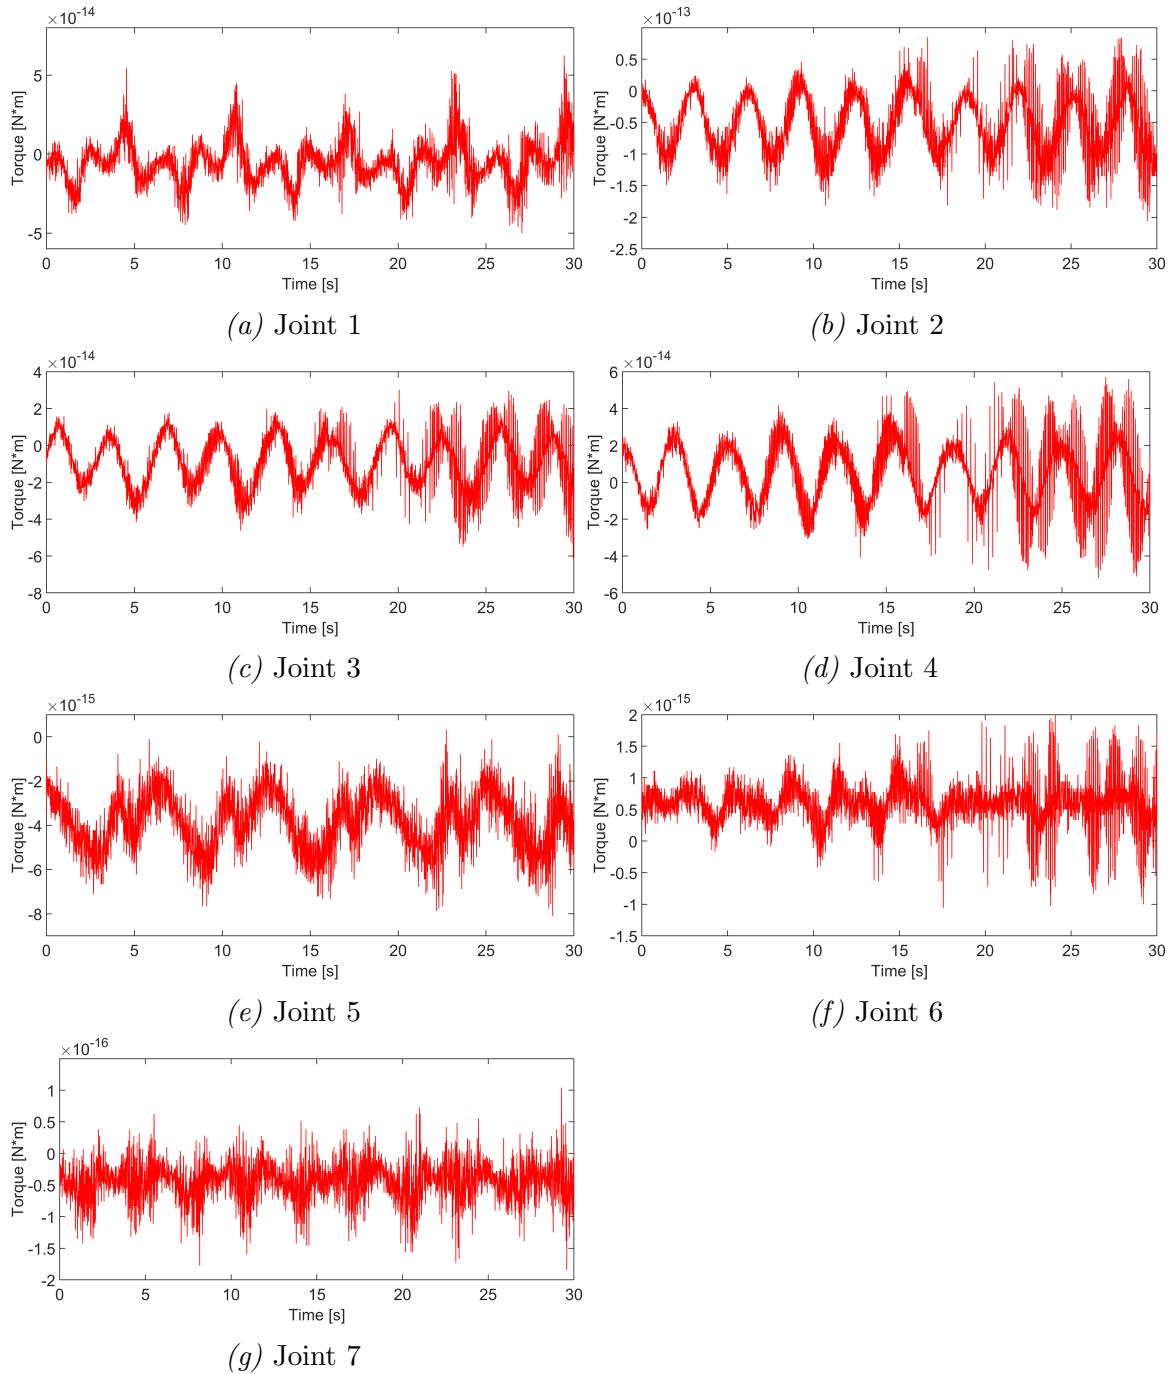 ×10-14
Torque [N*m]
5
0
-5
0 5 10 15 20 25 30
Time [s]
(a) Joint 1
×10-13
Torque [N*m]
0.5
0
-0.5
-1
-1.5
-2
-2.5
0 5 10 15 20 25 30
Time [s]
(b) Joint 2
×10-14
Torque [N*m]
4
2
0
-2
-4
-6
-8
0 5 10 15 20 25 30
Time [s]
(c) Joint 3
×10-14
Torque [N*m]
6
4
2
0
-2
-4
-6
0 5 10 15 20 25 30
Time [s]
(d) Joint 4
×10-15
Torque [N*m]
0
-2
-4
-6
-8
0 5 10 15 20 25 30
Time [s]
(e) Joint 5
×10-15
Torque [N*m]
2
1.5
1
0.5
0
-0.5
-1
-1.5
0 5 10 15 20 25 30
Time [s]
(f) Joint 6
×10-16
Torque [N*m]
1
0.5
0
-0.5
-1
-1.5
-2
0 5 10 15 20 25 30
Time [s]
(g) Joint 7